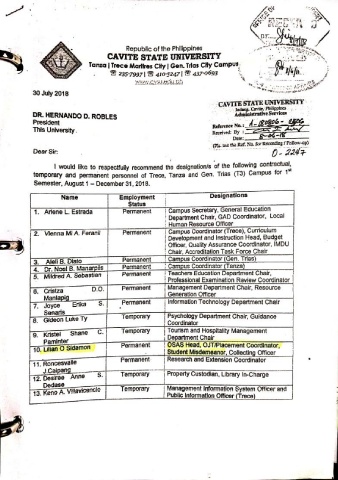 Republic of the Philippines
CAVITE STATE UNIVERSITY
Tanza | Trece Martires City | Gen. Trias City Campus
235-7997 | 410-5247 | 437-0693
www.cvsu.edu.ph
30 July 2018
CAVITE STATE UNIVERSITY
Indang, Cavite, Philippines
Administrative Services
Reference No.:
Received By :
Date:
(Pls. use the Ref. No. for Recording / Follow-up)
0-2247
DR. HERNANDO D. ROBLES
President
This University
Dear Sir:
I would like to respectfully recommend the designation/s of the following contractual,
temporary and permanent personnel of Trece, Tanza and Gen. Trias (T3) Campus for 1st
Semester, August 1 – December 31, 2018.
Name Employment Status Designations
1. Arlene L. Estrada Permanent Campus Secretary, General Education
Department Chair, GAD Coordinator, Local
Human Resource Officer
2. Vienna Mi A. Feranil Permanent Campus Coordinator (Trece), Curriculum
Development and Instruction Head, Budget
Officer, Quality Assurance Coordinator, IMDU
Chair, Accreditation Task Force Chair
3. Aleli B. Disto Permanent Campus Coordinator (Gen. Trias)
4. Dr. Noel B. Manarpiis Permanent Campus Coordinator (Tanza)
5. Mildred A. Sebastian Permanent Teachers Education Department Chair,
Professional Examination Review Coordinator
6. Cristza D.O. Manlapig Permanent Management Department Chair, Resource
Generation Officer
7. Joyce Erika S. Senaris Permanent Information Technology Department Chair
8. Gideon Luke Ty Temporary Psychology Department Chair, Guidance
Coordinator
9. Kristel Shane C. Paminter Temporary Tourism and Hospitality Management
Department Chair
10. Lilian O Sidamon Permanent OSAS Head, OJT/Placement Coordinator,
Student Misdemeanor, Collecting Officer
11. Roncesvalle J.Caipang Permanent Research and Extension Coordinator
12. Desiree Anne S. Dedase Temporary Property Custodian, Library In-Charge
13. Keno A. Villavicencio Temporary Management Information System Officer and
Public Information Officer (Trece)